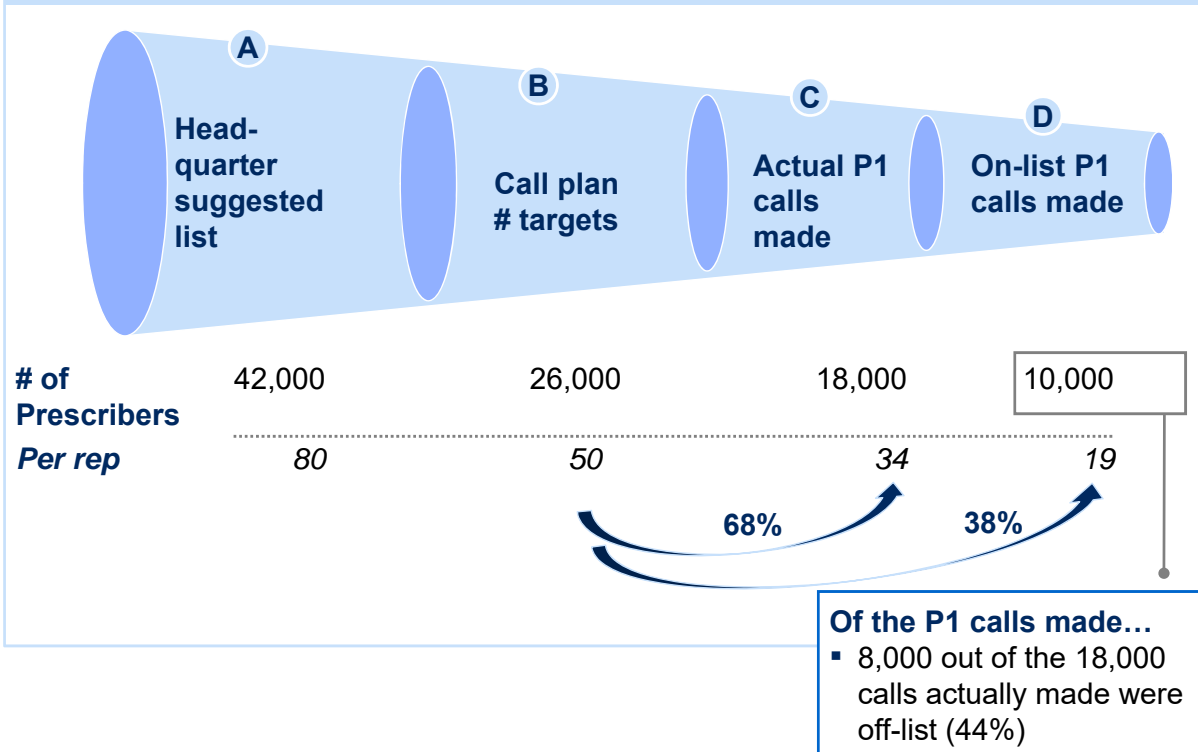 A
B
C
D
Head-
quarter
suggested
list
Call plan
# targets
Actual P1
calls
made
On-list P1
calls made
# of
Prescribers
42,000 26,000 18,000 10,000
Per rep 80 50 34 19
68% 38%
Of the P1 calls made…
▪ 8,000 out of the 18,000
calls actually made were
off-list (44%)